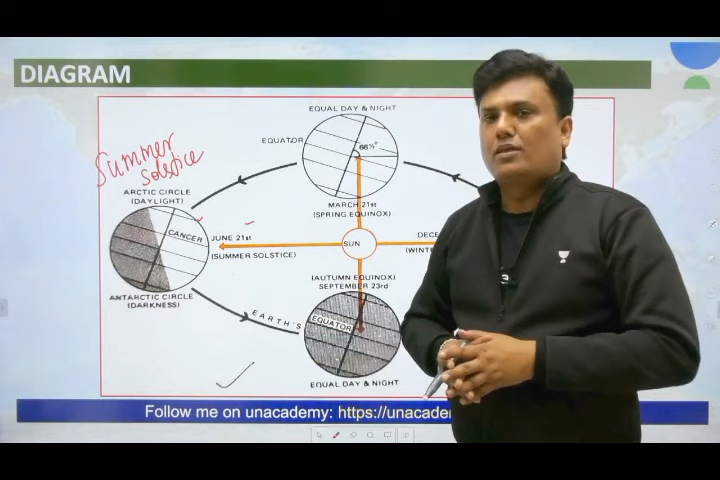 DIAGRAM
EQUAL DAY & NIGHT
EQUATOR
66½°
Summer
solstice
ARCTIC CIRCLE
(DAYLIGHT)
MARCH 21st
(SPRING EQUINOX)
CANCER
JUNE 21st
SUN
DECE
(SUMMER SOLSTICE)
(WINT
(AUTUMN EQUINOX)
SEPTEMBER 23rd
ANTARCTIC CIRCLE
(DARKNESS)
EARTH'S
EQUATOR
EQUAL DAY & NIGHT
Follow me on unacademy: https://unacade